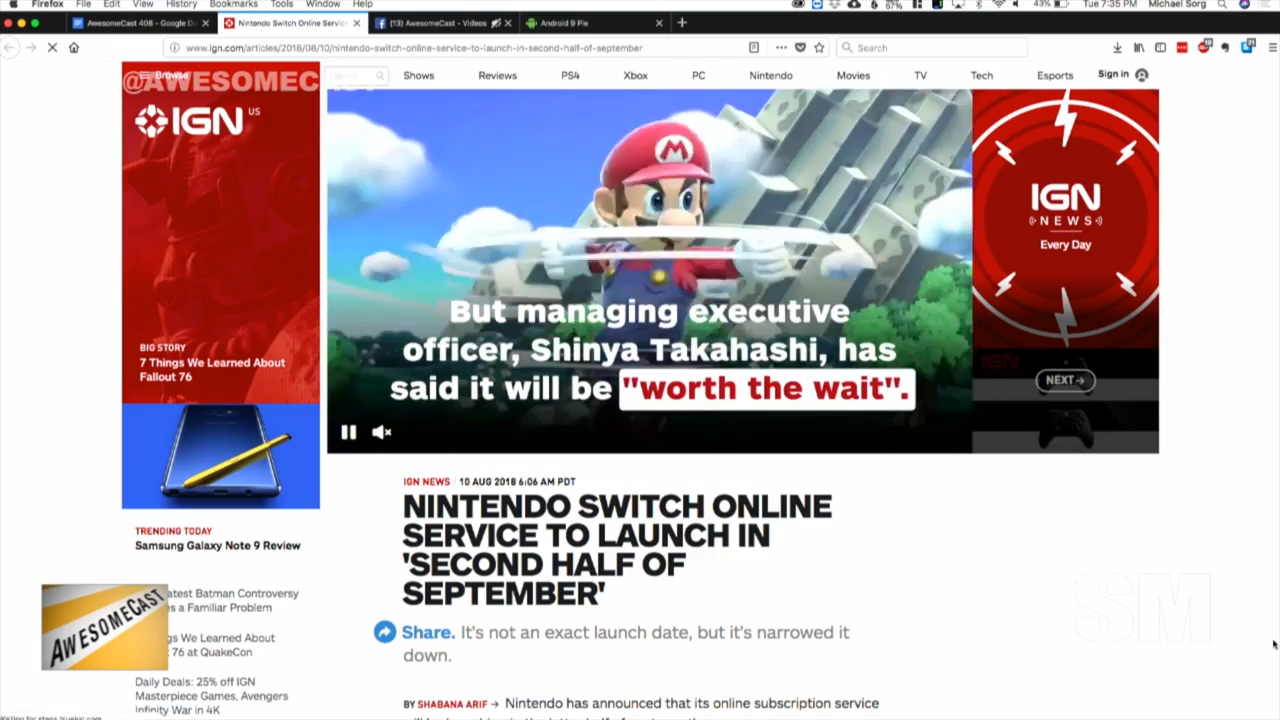 Firefox File Edit View History Bookmarks Tools Window Help 43% Tue 7:35 PM Michael Sorg
AwesomeCast 408 - Google D
Nintendo Switch Online Servic
(13) AwesomeCast - Videos
Android 9 Pie
www.ign.com/articles/2018/08/10/nintendo-switch-online-service-to-launch-in-second-half-of-september
Search
@AWESOMEC
Browse
Shows Reviews PS4 Xbox PC Nintendo Movies TV Tech Esports Sign in
IGN US
BIG STORY
7 Things We Learned About
Fallout 76
But managing executive
officer, Shinya Takahashi, has
said it will be "worth the wait".
IGN
NEWS
Every Day
NEXT→
TRENDING TODAY
Samsung Galaxy Note 9 Review
atest Batman Controversy
s a Familiar Problem
gs We Learned About
76 at QuakeCon
Daily Deals: 25% off IGN
Masterpiece Games, Avengers
Infinity War in 4K
AWESOMECAST
IGN NEWS 10 AUG 2018 6:06 AM PDT
NINTENDO SWITCH ONLINE
SERVICE TO LAUNCH IN
'SECOND HALF OF
SEPTEMBER'
Share. It's not an exact launch date, but it's narrowed it
down.
BY SHABANA ARIF → Nintendo has announced that its online subscription service
SM